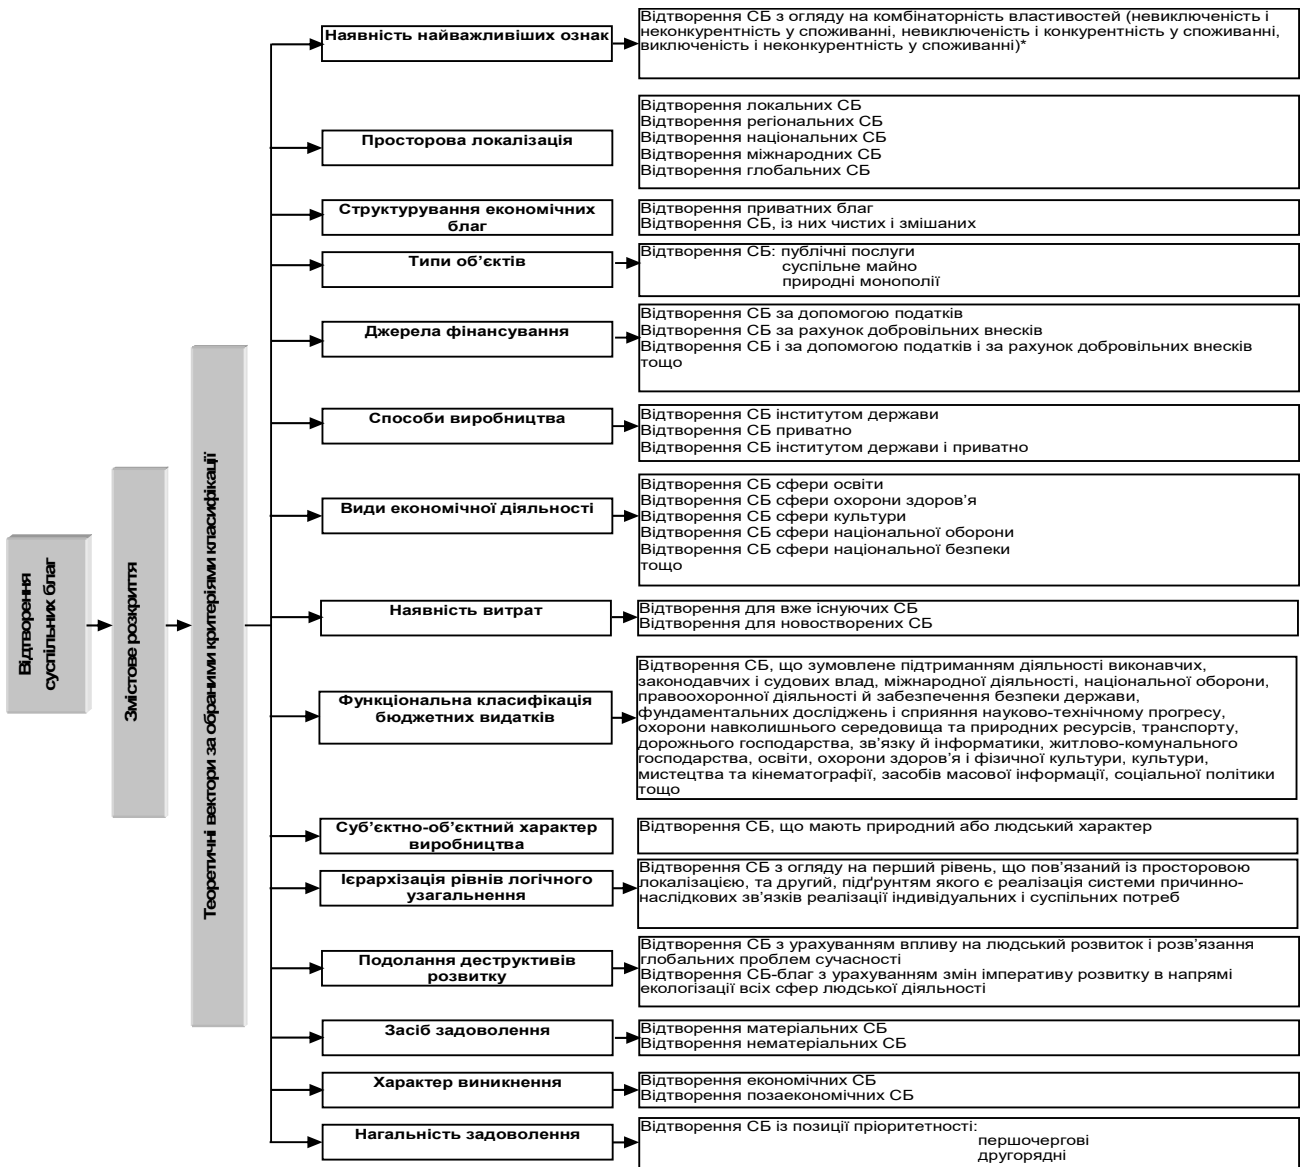 Відтворення
суспільних благ
Змістове розкриття
Теоретичні вектори за обраними критеріями класифікації
Наявність найважливіших ознак
Відтворення СБ з огляду на комбінаторність властивостей (невиключеність і
неконкурентність у споживанні, невиключеність і конкурентність у споживанні,
виключеність і неконкурентність у споживанні)*
Просторова локалізація
Відтворення локальних СБ
Відтворення регіональних СБ
Відтворення національних СБ
Відтворення міжнародних СБ
Відтворення глобальних СБ
Структурування економічних
благ
Відтворення приватних благ
Відтворення СБ, із них чистих і змішаних
Типи об’єктів
Відтворення СБ: публічні послуги
суспільне майно
природні монополії
Джерела фінансування
Відтворення СБ за допомогою податків
Відтворення СБ за рахунок добровільних внесків
Відтворення СБ і за допомогою податків і за рахунок добровільних внесків
тощо
Способи виробництва
Відтворення СБ інститутом держави
Відтворення СБ приватно
Відтворення СБ інститутом держави і приватно
Види економічної діяльності
Відтворення СБ сфери освіти
Відтворення СБ сфери охорони здоров’я
Відтворення СБ сфери культури
Відтворення СБ сфери національної оборони
Відтворення СБ сфери національної безпеки
тощо
Наявність витрат
Відтворення для вже існуючих СБ
Відтворення для новостворених СБ
Функціональна класифікація
бюджетних видатків
Відтворення СБ, що зумовлене підтриманням діяльності виконавчих,
законодавчих і судових влад, міжнародної діяльності, національної оборони,
правоохоронної діяльності й забезпечення безпеки держави,
фундаментальних досліджень і сприяння науково-технічному прогресу,
охорони навколишнього середовища та природних ресурсів, транспорту,
дорожнього господарства, зв’язку й інформатики, житлово-комунального
господарства, освіти, охорони здоров’я і фізичної культури, культури,
мистецтва та кінематографії, засобів масової інформації, соціальної політики
тощо
Суб’єктно-об’єктний характер
виробництва
Відтворення СБ, що мають природний або людський характер
Ієрархізація рівнів логічного
узагальнення
Відтворення СБ з огляду на перший рівень, що пов’язаний із просторовою
локалізацією, та другий, підґрунтям якого є реалізація системи причинно-
наслідкових зв’язків реалізації індивідуальних і суспільних потреб
Подолання деструктивів
розвитку
Відтворення СБ з урахуванням впливу на людський розвиток і розв’язання
глобальних проблем сучасності
Відтворення СБ-благ з урахуванням змін імперативу розвитку в напрямі
екологізації всіх сфер людської діяльності
Засіб задоволення
Відтворення матеріальних СБ
Відтворення нематеріальних СБ
Характер виникнення
Відтворення економічних СБ
Відтворення позаекономічних СБ
Нагальність задоволення
Відтворення СБ із позиції пріоритетності:
першочергові
другорядні